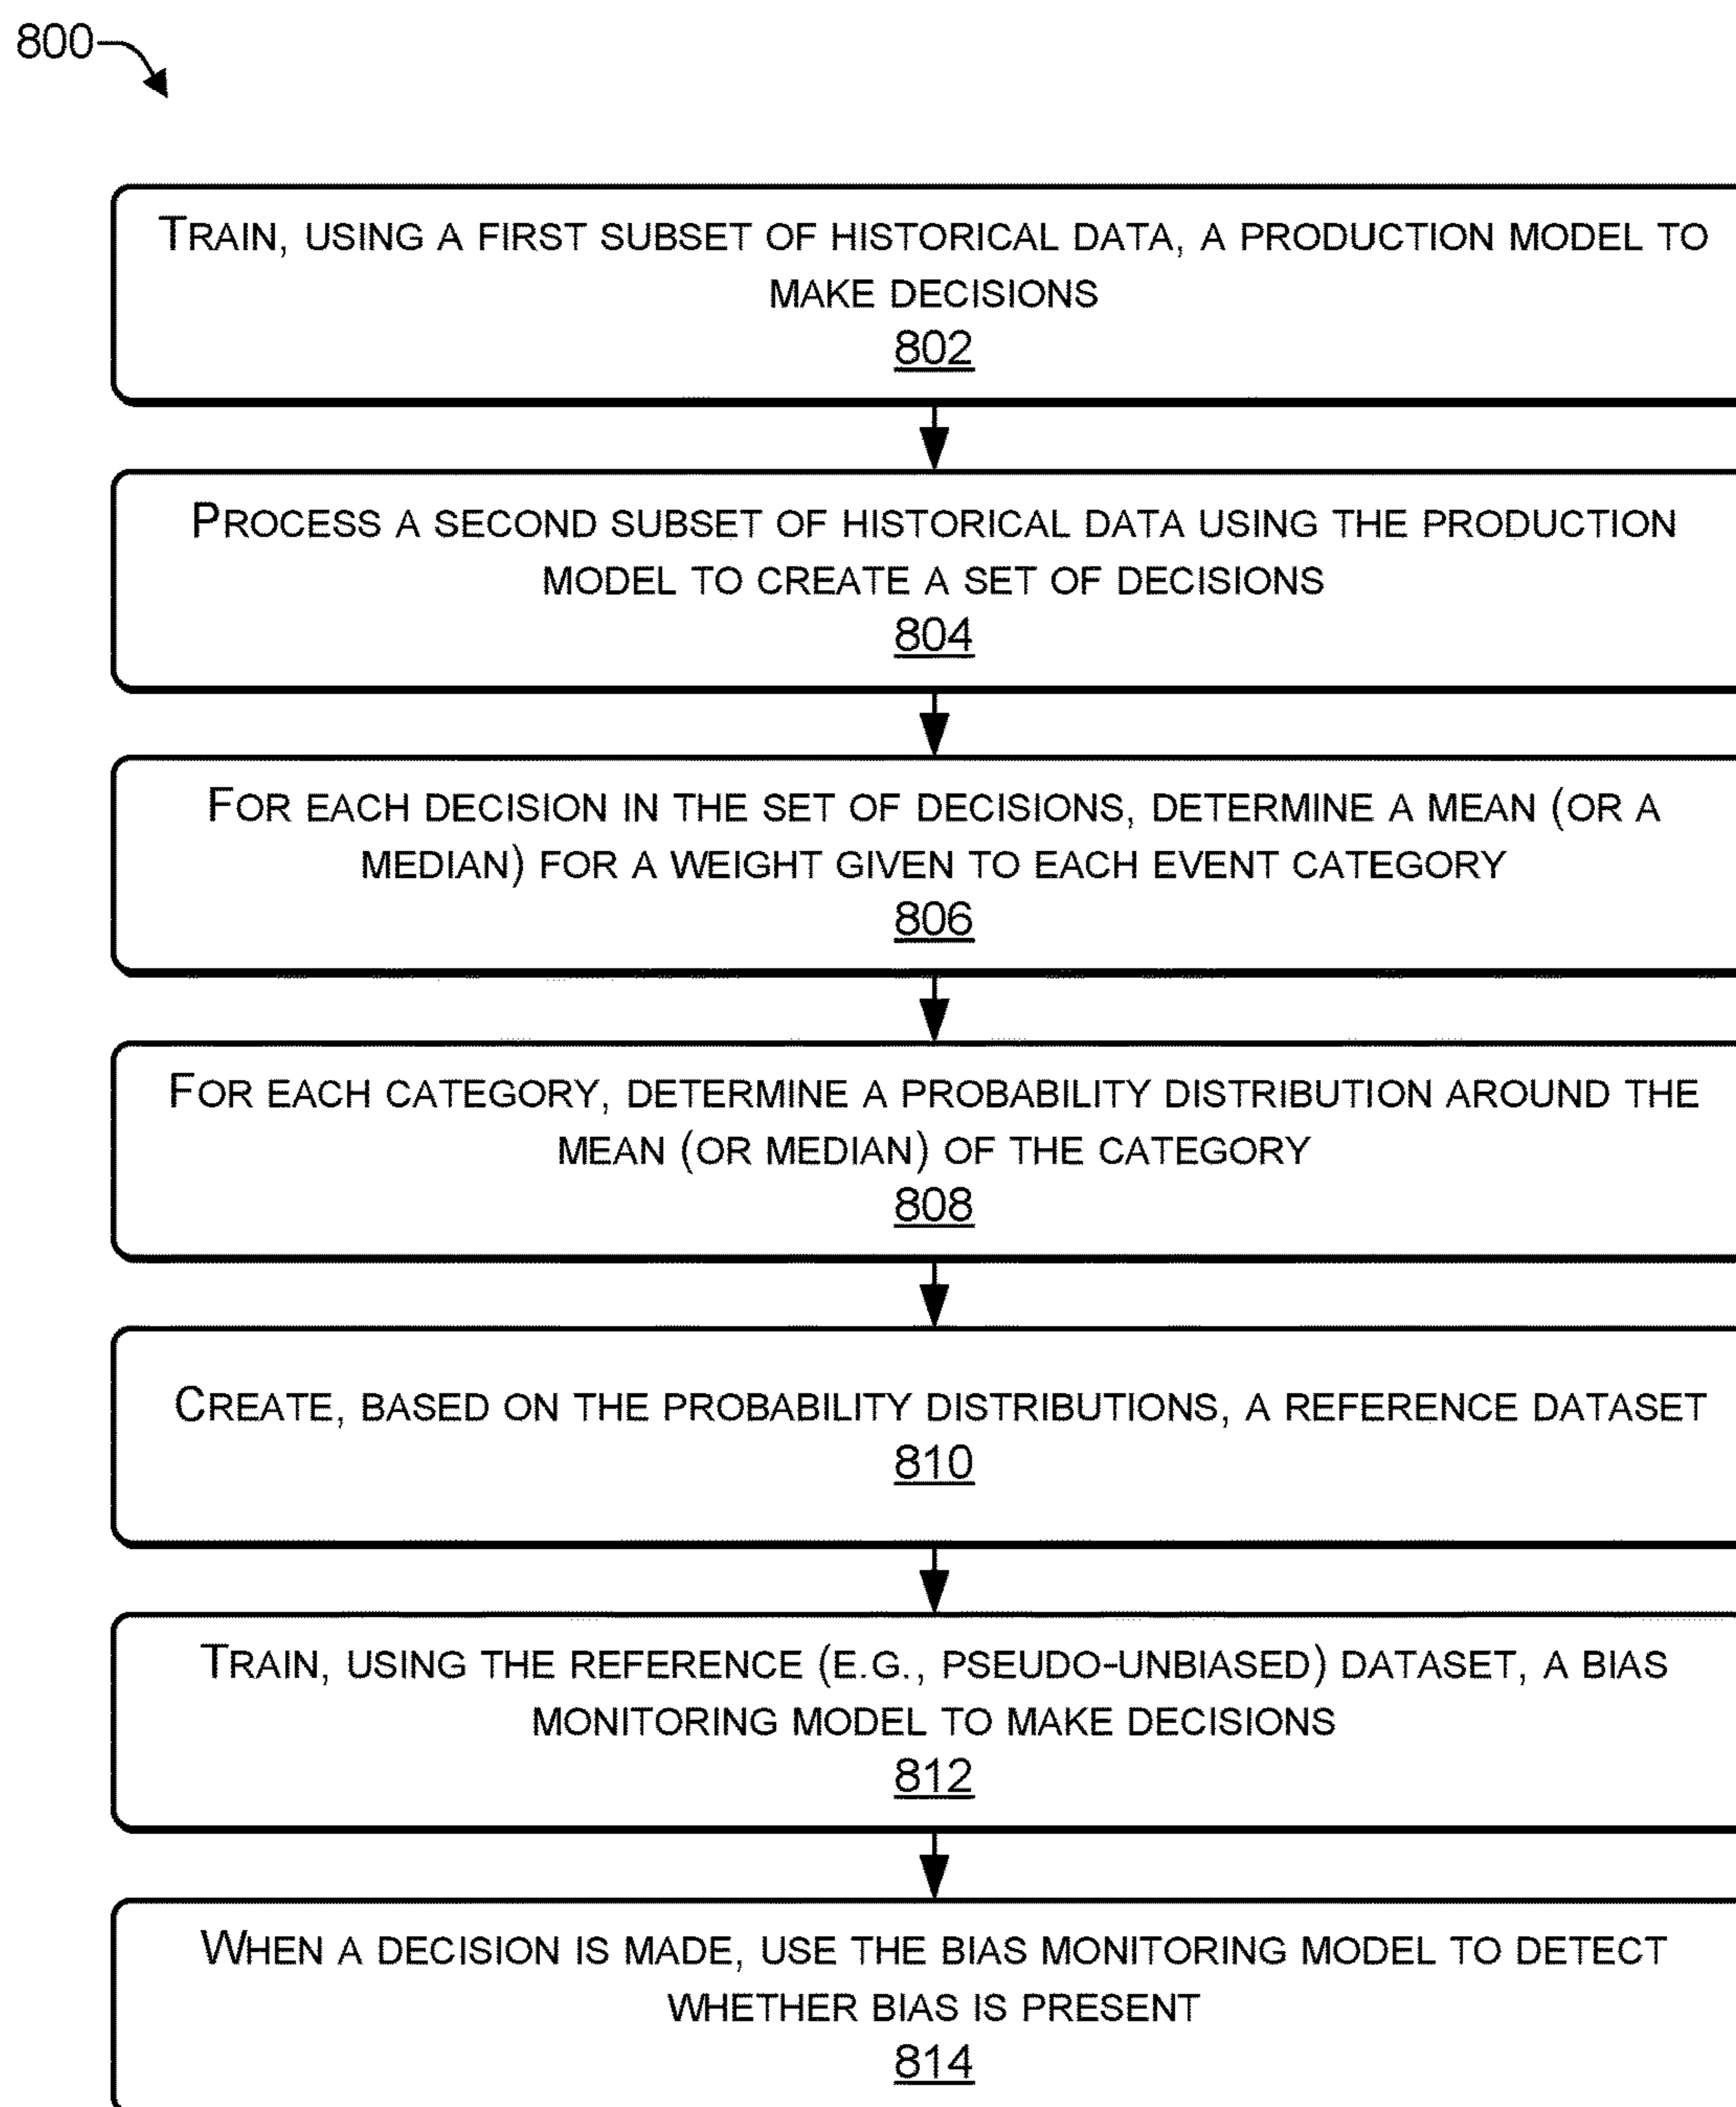 800
TRAIN, USING A FIRST SUBSET OF HISTORICAL DATA, A PRODUCTION MODEL TO
MAKE DECISIONS
802
PROCESS A SECOND SUBSET OF HISTORICAL DATA USING THE PRODUCTION
MODEL TO CREATE A SET OF DECISIONS
804
FOR EACH DECISION IN THE SET OF DECISIONS, DETERMINE A MEAN (OR A
MEDIAN) FOR A WEIGHT GIVEN TO EACH EVENT CATEGORY
806
FOR EACH CATEGORY, DETERMINE A PROBABILITY DISTRIBUTION AROUND THE
MEAN (OR MEDIAN) OF THE CATEGORY
808
CREATE, BASED ON THE PROBABILITY DISTRIBUTIONS, A REFERENCE DATASET
810
TRAIN, USING THE REFERENCE (E.G., PSEUDO-UNBIASED) DATASET, A BIAS
MONITORING MODEL TO MAKE DECISIONS
812
WHEN A DECISION IS MADE, USE THE BIAS MONITORING MODEL TO DETECT
WHETHER BIAS IS PRESENT
814